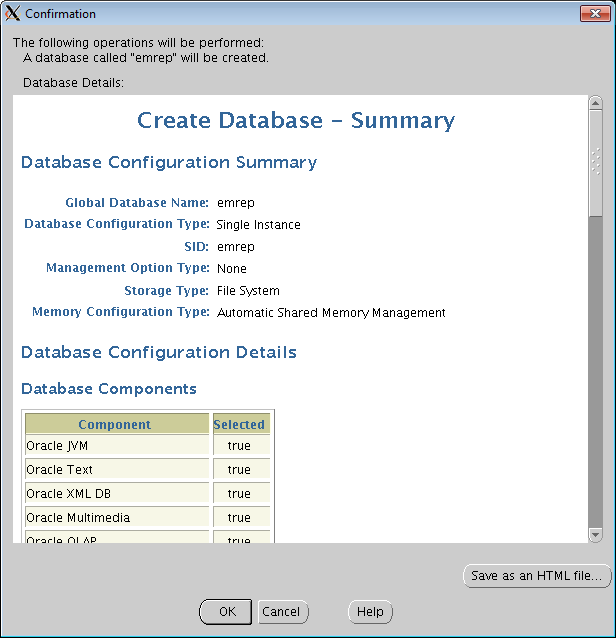 Confirmation
The following operations will be performed:
A database called "emrep" will be created.
Database Details:
Create Database – Summary
Database Configuration Summary
Global Database Name: emrep
Database Configuration Type: Single Instance
SID: emrep
Management Option Type: None
Storage Type: File System
Memory Configuration Type: Automatic Shared Memory Management
Database Configuration Details
Database Components
Component Selected
Oracle JVM true
Oracle Text true
Oracle XML DB true
Oracle Multimedia true
Oracle OLAP true
Save as an HTML file...
OK Cancel Help